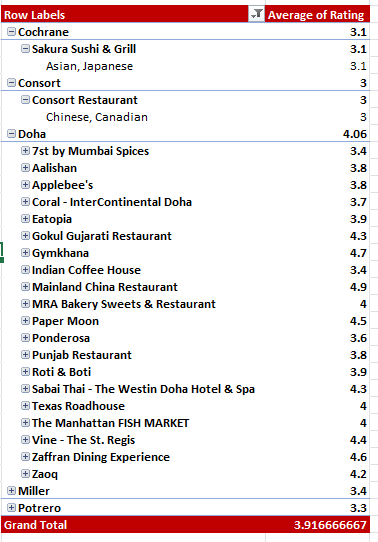 Row Labels Average of Rating
Cochrane 3.1
Sakura Sushi & Grill 3.1
Asian, Japanese 3.1
Consort 3
Consort Restaurant 3
Chinese, Canadian 3
Doha 4.06
7st by Mumbai Spices 3.4
Aalishan 3.8
Applebee's 3.8
Coral - InterContinental Doha 3.7
Eatopia 3.9
Gokul Gujarati Restaurant 4.3
Gymkhana 4.7
Indian Coffee House 3.4
Mainland China Restaurant 4.9
MRA Bakery Sweets & Restaurant 4
Paper Moon 4.5
Ponderosa 3.6
Punjab Restaurant 3.8
Roti & Boti 3.9
Sabai Thai - The Westin Doha Hotel & Spa 4.3
Texas Roadhouse 4
The Manhattan FISH MARKET 4
Vine - The St. Regis 4.4
Zaffran Dining Experience 4.6
Zaoq 4.2
Miller 3.4
Potrero 3.3
Grand Total 3.916666667